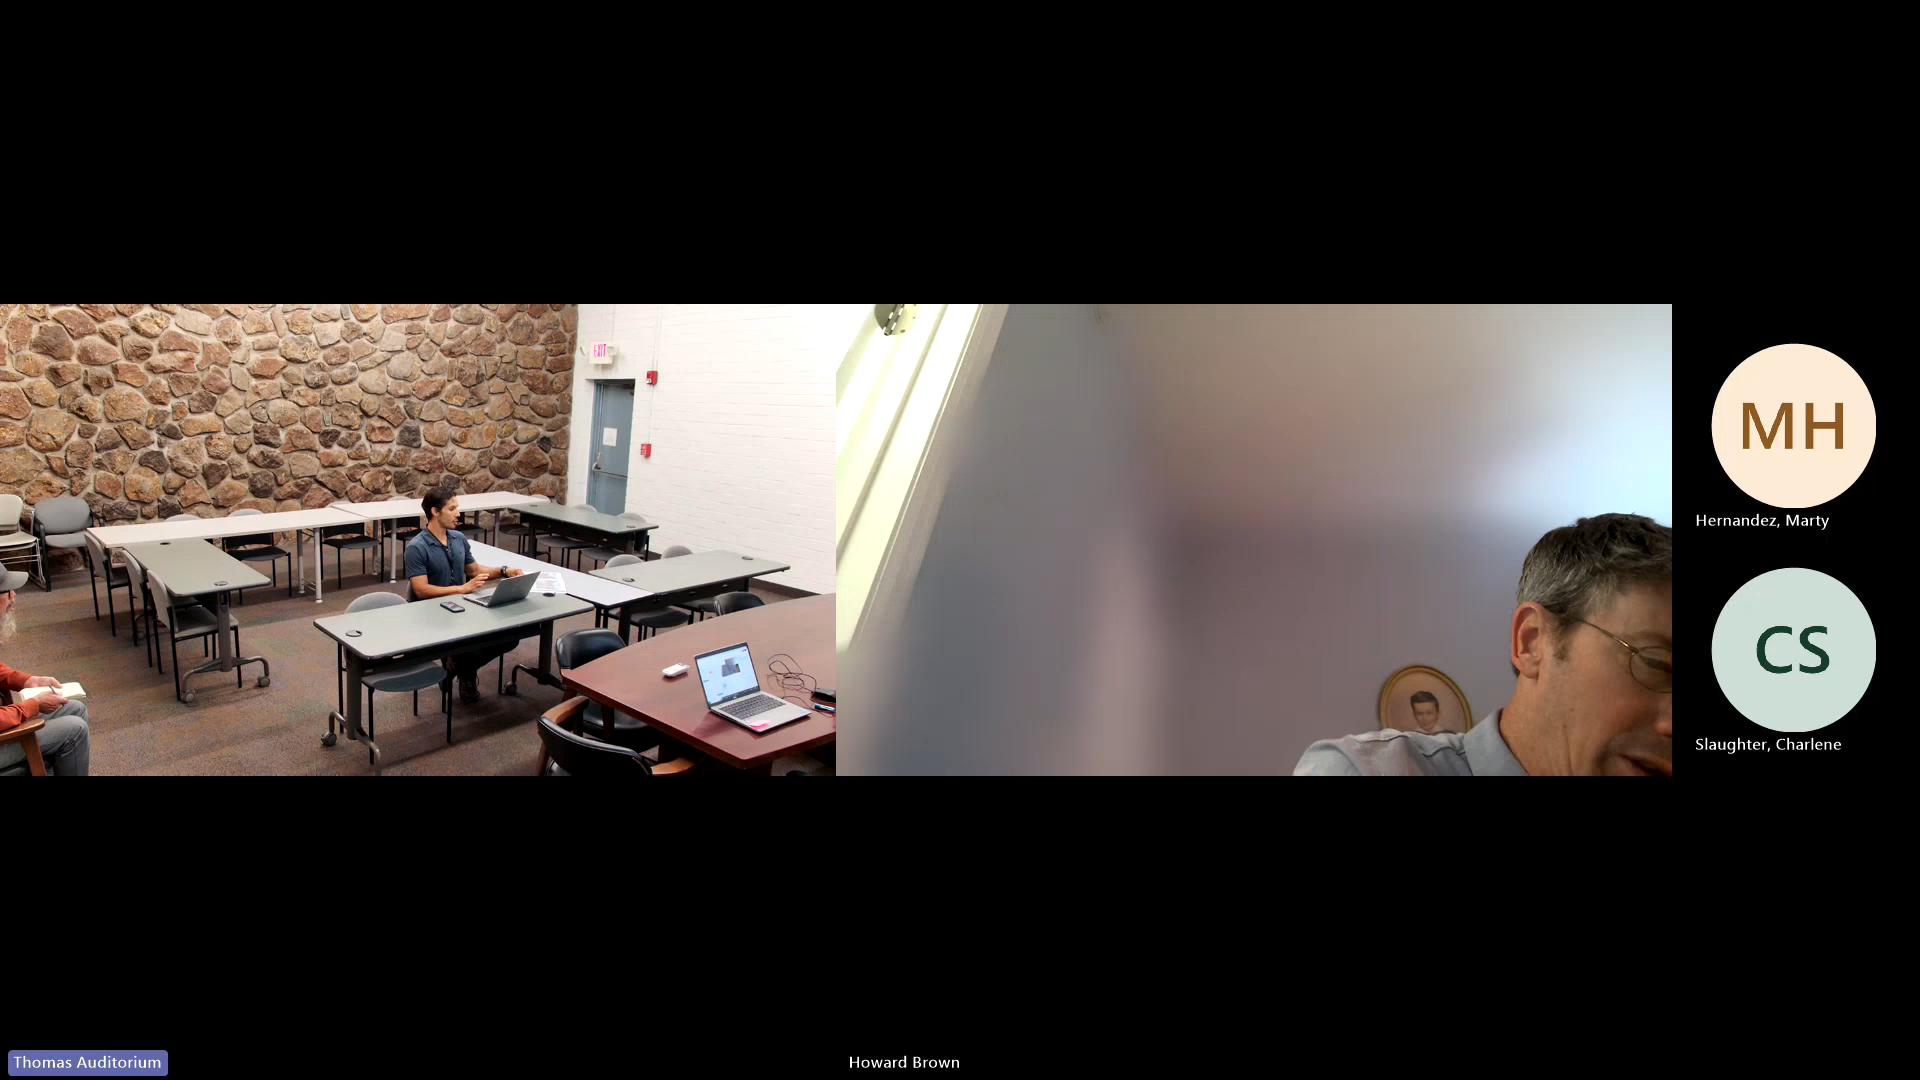 EXIT
MH
Hernandez, Marty
CS
Slaughter, Charlene
Thomas Auditorium
Howard Brown